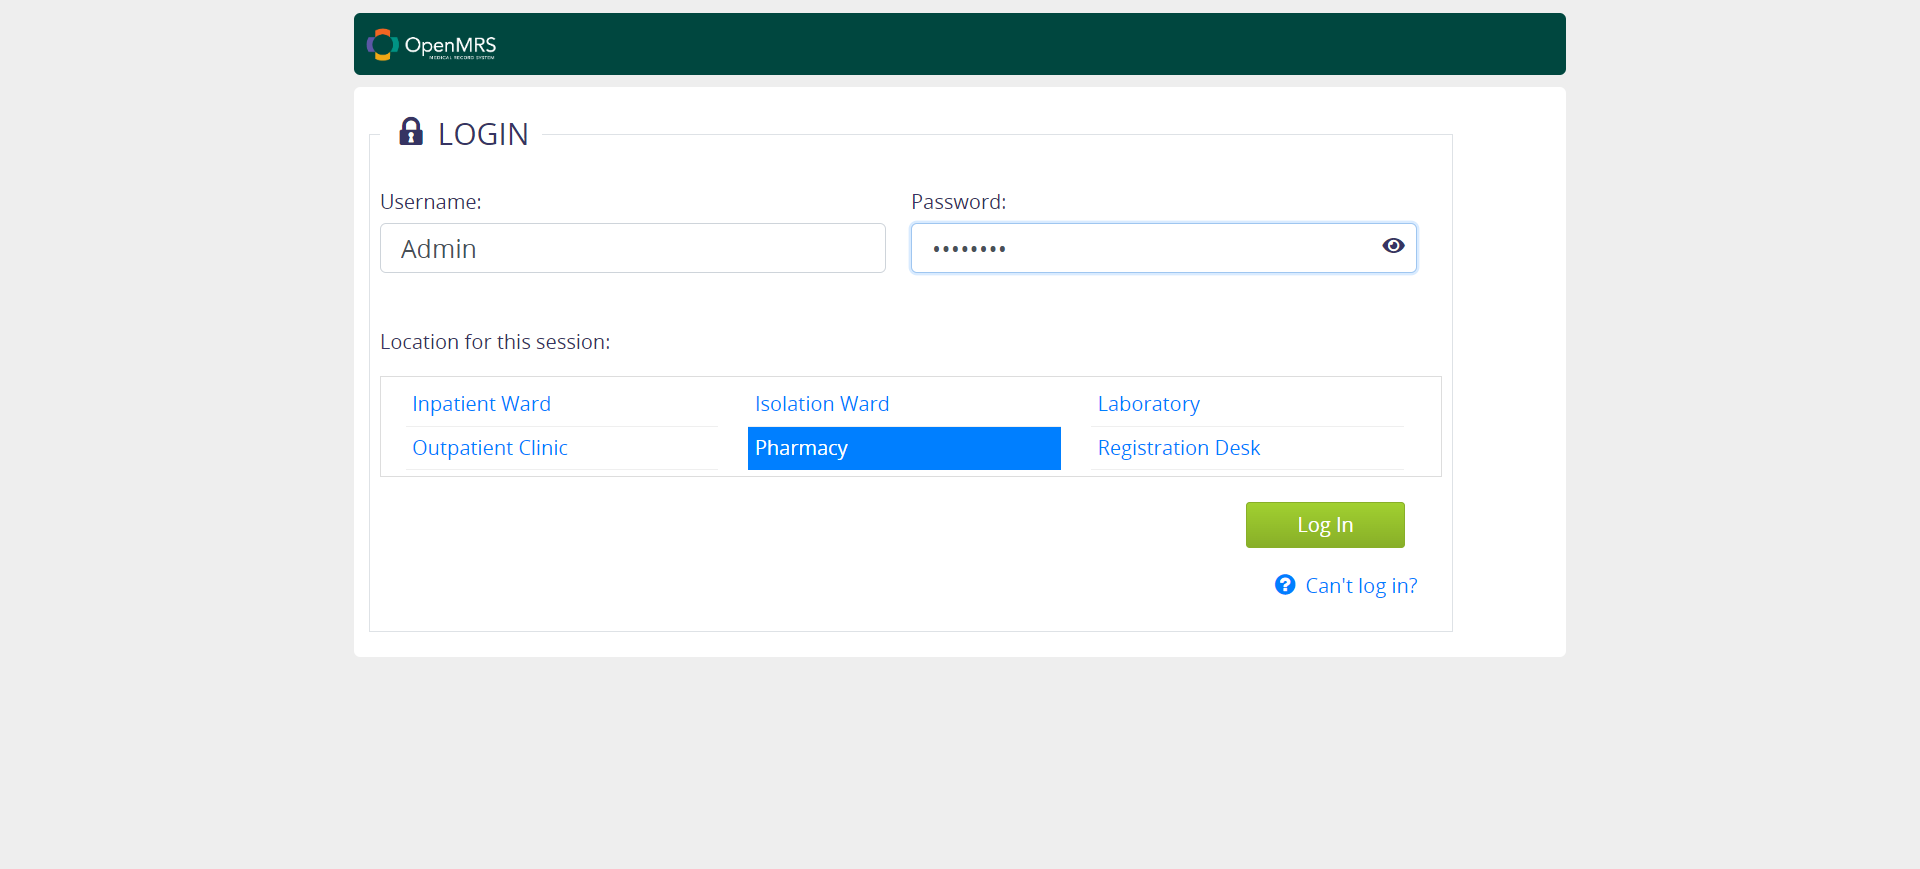 OpenMRS
MEDICAL RECORD SYSTEM
LOGIN
Username:
Password:
Admin
••••••••
Location for this session:
Inpatient Ward
Isolation Ward
Laboratory
Outpatient Clinic
Pharmacy
Registration Desk
Log In
Can't log in?